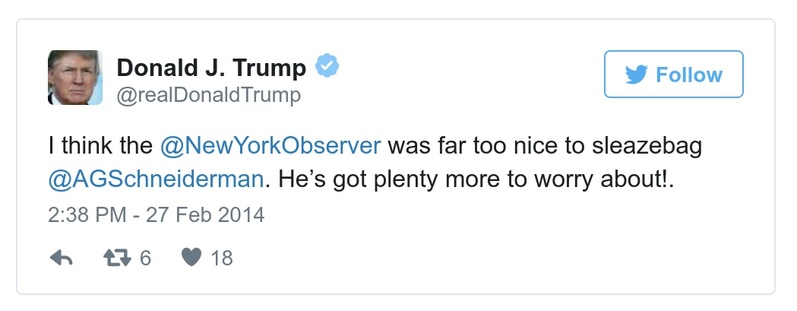 Donald J. Trump
@realDonaldTrump
Follow
I think the @NewYorkObserver was far too nice to sleazebag
@AGSchneiderman. He’s got plenty more to worry about!.
2:38 PM - 27 Feb 2014
6 18